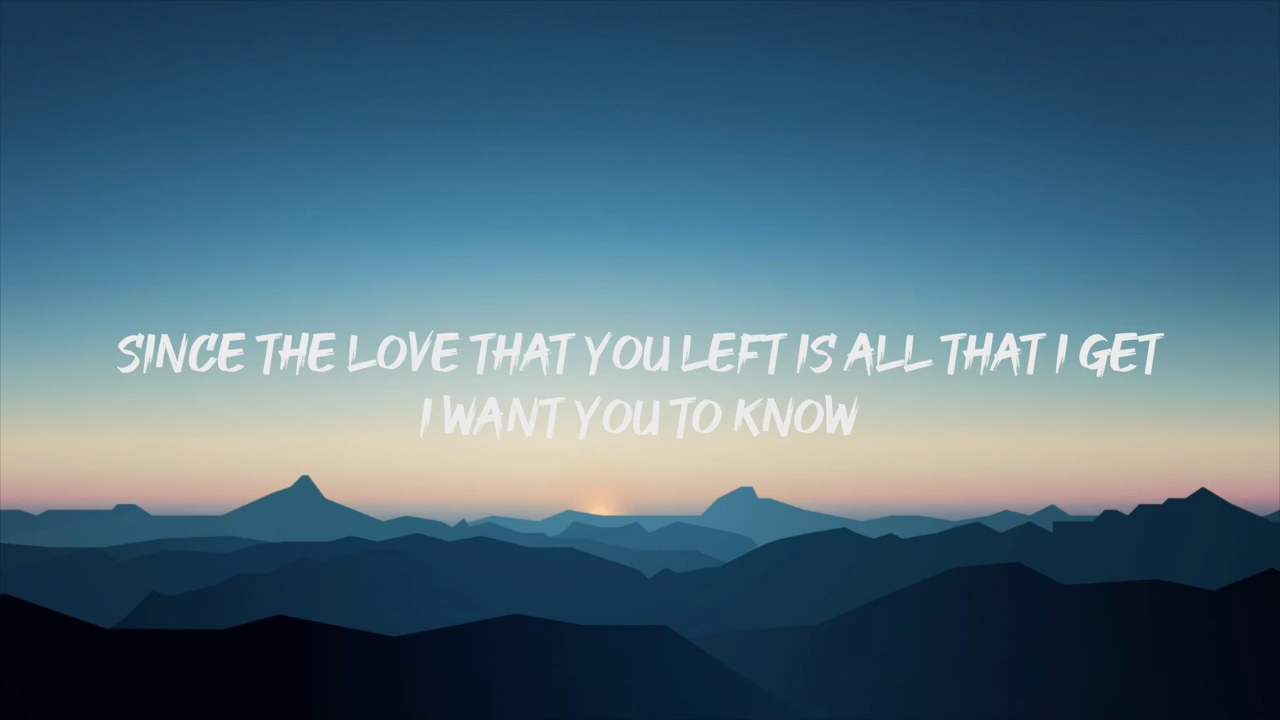 SINCE THE LOVE THAT YOU LEFT IS ALL THAT I GET
I WANT YOU TO KNOW